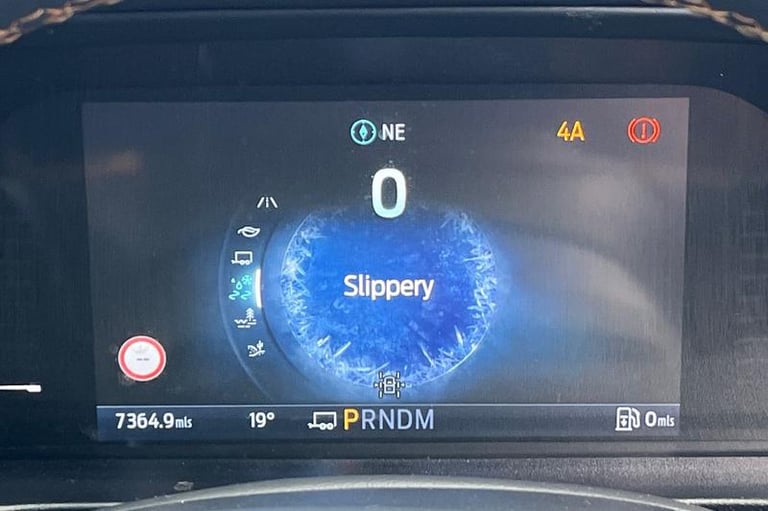 NE
4A
0
Slippery
7364.9mls
19°
PRNDM
0mls